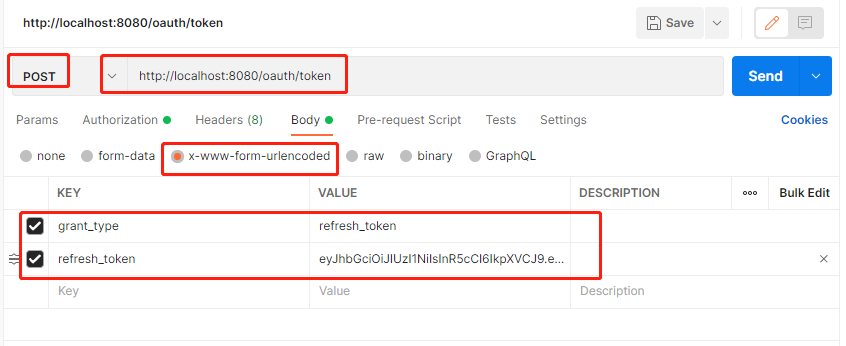 http://localhost:8080/oauth/token
Save
POST
http://localhost:8080/oauth/token
Send
Params Authorization Headers (8) Body Pre-request Script Tests Settings Cookies
none form-data x-www-form-urlencoded raw binary GraphQL
KEY VALUE DESCRIPTION Bulk Edit
grant_type refresh_token
refresh_token eyJhbGciOiJIUzI1NiIsInR5cCI6IkpXVCJ9.e...
Key Value Description